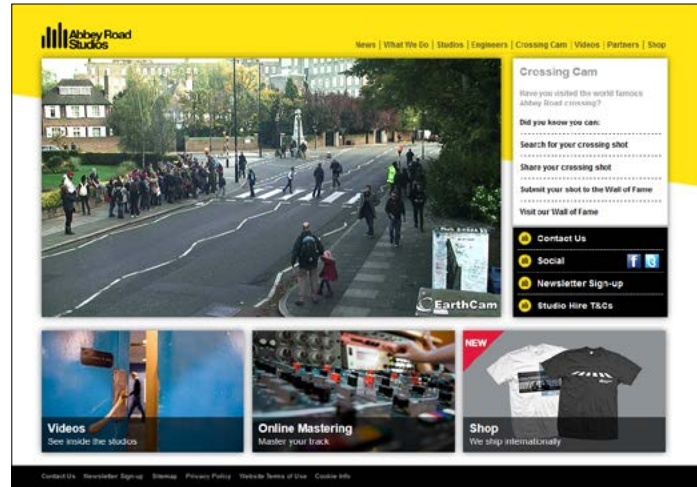 Abbey Road
Studios
News | What We Do | Studios | Engineers | Crossing Cam | Videos | Partners | Shop
Crossing Cam
Have you visited the world famous
Abbey Road crossing?
Did you know you can:
Search for your crossing shot
Share your crossing shot
Submit your shot to the Wall of Fame
Visit our Wall of Fame
Contact Us
Social
Newsletter Sign-up
Studio Hire T&Cs
EarthCam
NEW
Videos
See inside the studios
Online Mastering
Master your track
Shop
We ship internationally
Contact Us Newsletter Sign-up Sitemap Privacy Policy Website Terms of Use Cookie Info